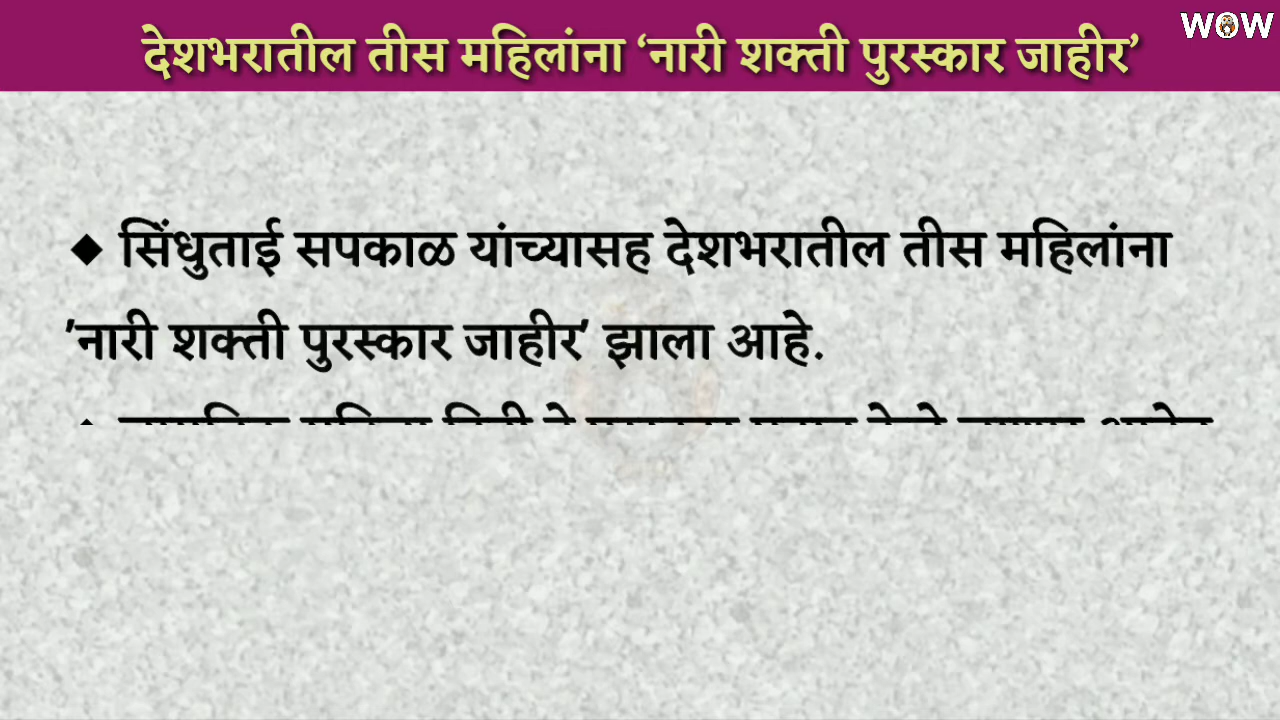 देशभरातील तीस महिलांना ‘नारी शक्ती पुरस्कार जाहीर’
WOW
◆ सिंधुताई सपकाळ यांच्यासह देशभरातील तीस महिलांना
'नारी शक्ती पुरस्कार जाहीर' झाला आहे.